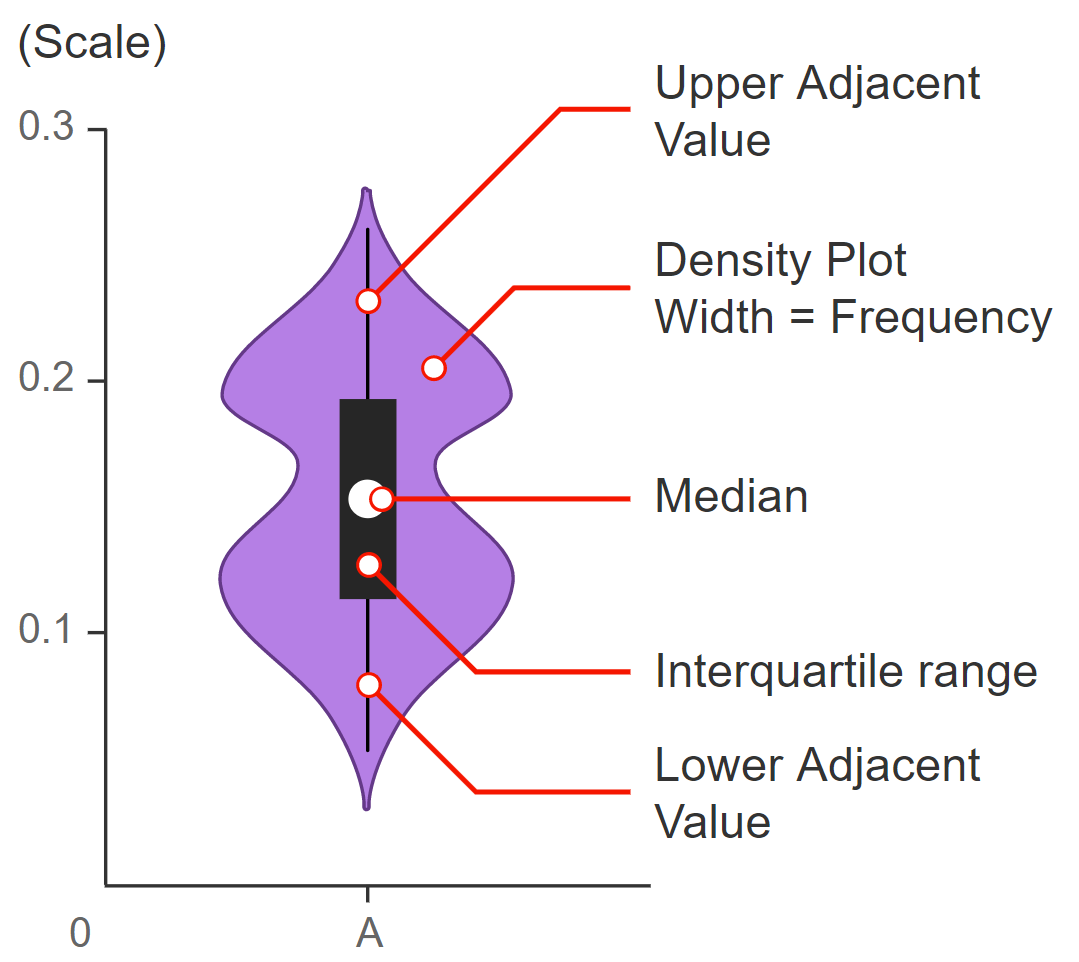 (Scale)
0.3
Upper Adjacent
Value
Density Plot
Width = Frequency
0.2
Median
0.1
Interquartile range
Lower Adjacent
Value
0
A